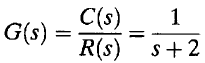 G(s) = C(s)/R(s) = 1/(s + 2)